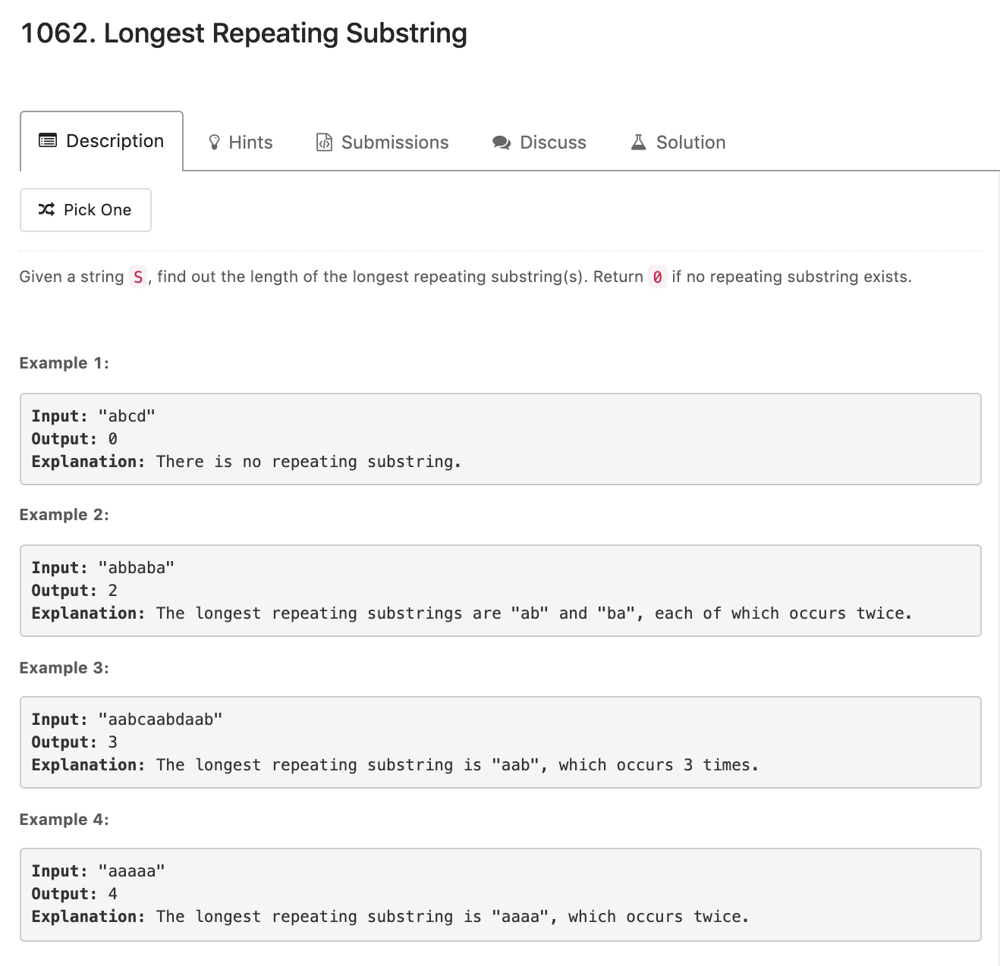 1062. Longest Repeating Substring
Description
Hints
Submissions
Discuss
Solution
Pick One
Given a string S, find out the length of the longest repeating substring(s). Return 0 if no repeating substring exists.
Example 1:
Input: "abcd"
Output: 0
Explanation: There is no repeating substring.
Example 2:
Input: "abbaba"
Output: 2
Explanation: The longest repeating substrings are "ab" and "ba", each of which occurs twice.
Example 3:
Input: "aabcaabdaab"
Output: 3
Explanation: The longest repeating substring is "aab", which occurs 3 times.
Example 4:
Input: "aaaaa"
Output: 4
Explanation: The longest repeating substring is "aaaa", which occurs twice.